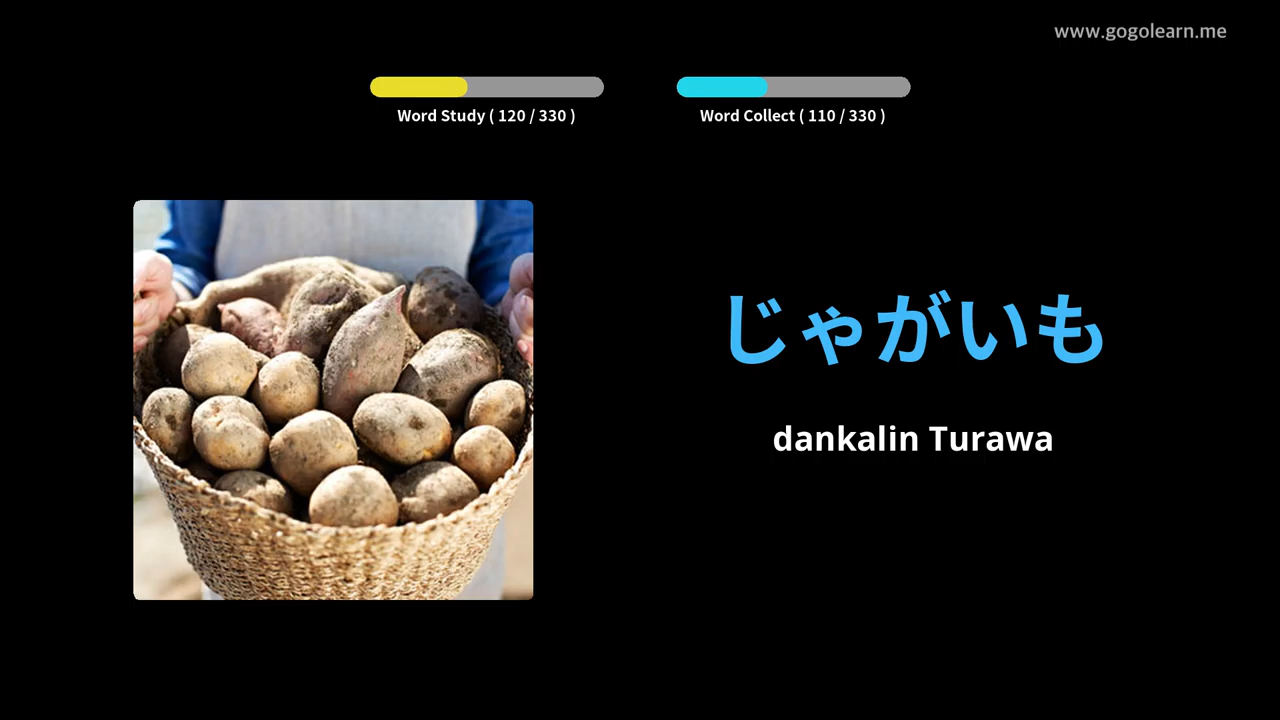 www.gogolearn.me
Word Study ( 120 / 330 )
Word Collect ( 110 / 330 )
じゃがいも
dankalin Turawa